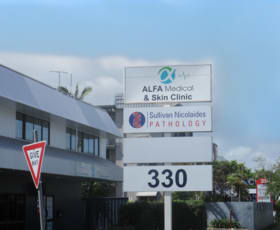 ALFA Medical
& Skin Clinic
Sullivan Nicolaides
PATHOLOGY
330
GIVE
WAY